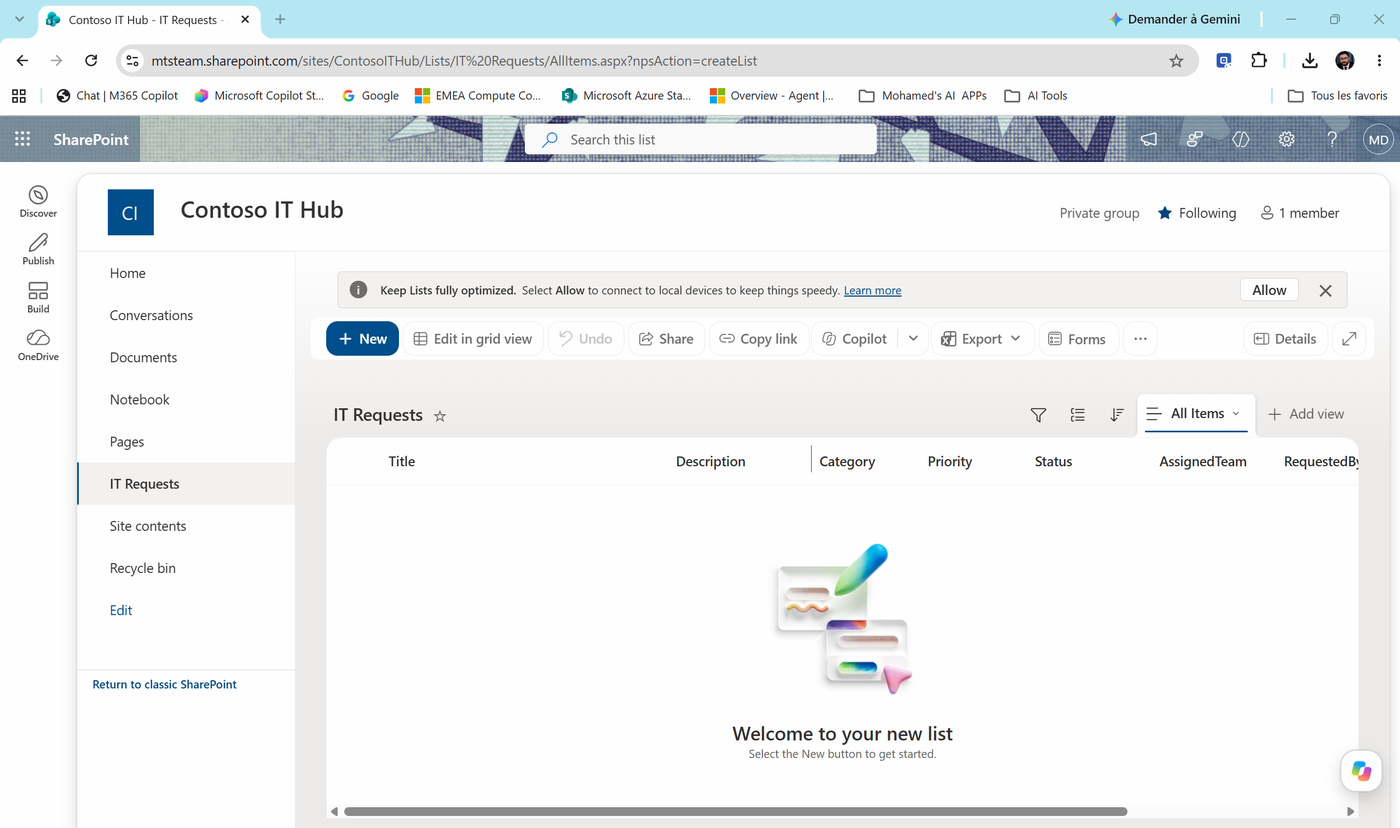 Contoso IT Hub - IT Requests -
Demander à Gemini
mtsteam.sharepoint.com/sites/ContosoITHub/Lists/IT%20Requests/AllItems.aspx?npsAction=createList
Chat | M365 Copilot
Microsoft Copilot St...
Google
EMEA Compute Co...
Microsoft Azure Sta...
Overview - Agent |...
Mohamed's AI APPs
AI Tools
Tous les favoris
SharePoint
Search this list
MD
Discover
Publish
Build
OneDrive
CI
Contoso IT Hub
Private group
Following
1 member
Home
Conversations
Documents
Notebook
Pages
IT Requests
Site contents
Recycle bin
Edit
Return to classic SharePoint
Keep Lists fully optimized. Select Allow to connect to local devices to keep things speedy. Learn more
Allow
New
Edit in grid view
Undo
Share
Copy link
Copilot
Export
Forms
Details
IT Requests
All Items
Add view
Title
Description
Category
Priority
Status
AssignedTeam
RequestedBy
Welcome to your new list
Select the New button to get started.